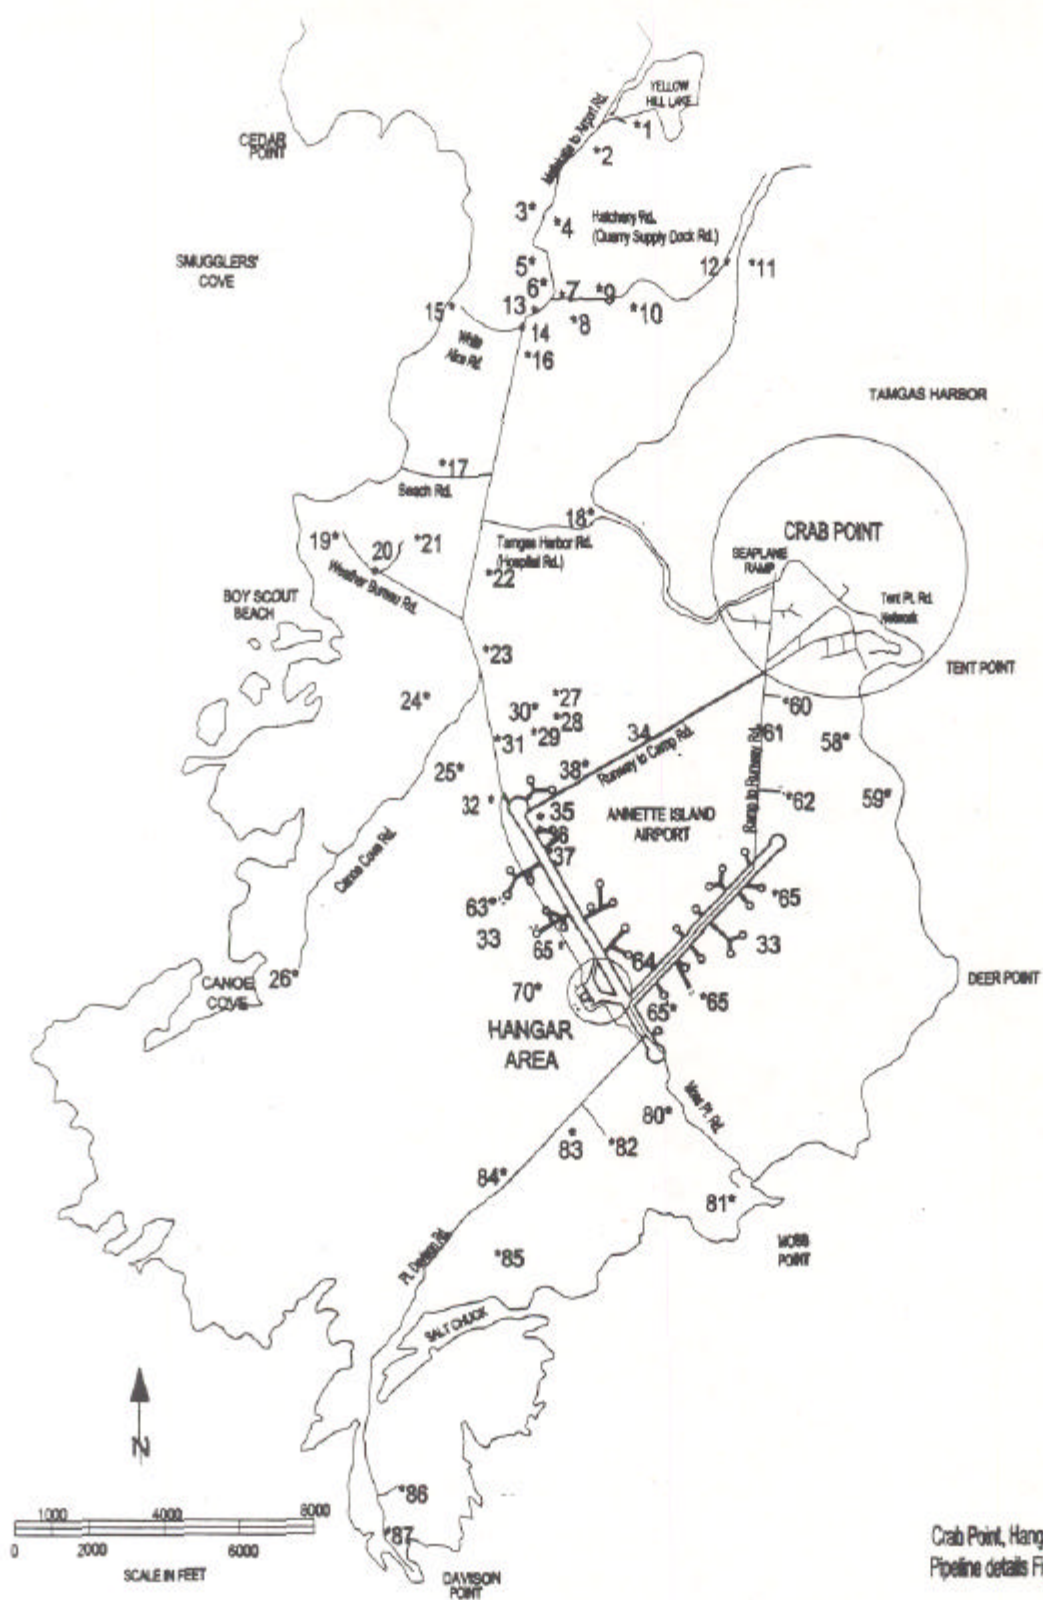 YELLOW
HILL LAKE
*1
*2
Metlakatla to Airport Rd.
CEDAR
POINT
3*
*4
Hatchery Rd.
(Quarry Supply Dock Rd.)
SMUGGLERS'
COVE
5*
6*
*7
*9
*8
*10
12*
*11
13
14
15*
White
Alice Rd.
*16
TAMGAS HARBOR
*17
Beach Rd.
18*
Tamgas Harbor Rd.
(Hospital Rd.)
CRAB POINT
SEAPLANE
RAMP
19*
20
*21
*22
Weather Bureau Rd.
BOY SCOUT
BEACH
Tent Pt. Rd.
Network
TENT POINT
*23
24*
*27
30*
*28
*29
*31
34
Runway to Camp Rd.
*60
*61
58*
25*
38*
32*
35
*36
*37
ANNETTE ISLAND
AIRPORT
Ramp to Runway Rd.
*62
59*
Canoe Cove Rd.
63*
33
65*
*65
33
64
CANOE
COVE
26*
70*
65*
*65
DEER POINT
HANGAR
AREA
Moss Pt. Rd.
80*
83
*82
84*
81*
MOSS
POINT
Pt. Davison Rd.
*85
SALT CHUCK
N
*86
*87
1000
4000
8000
0
2000
6000
SCALE IN FEET
DAVISON
POINT
Crab Point, Hang
Pipeline details Fi